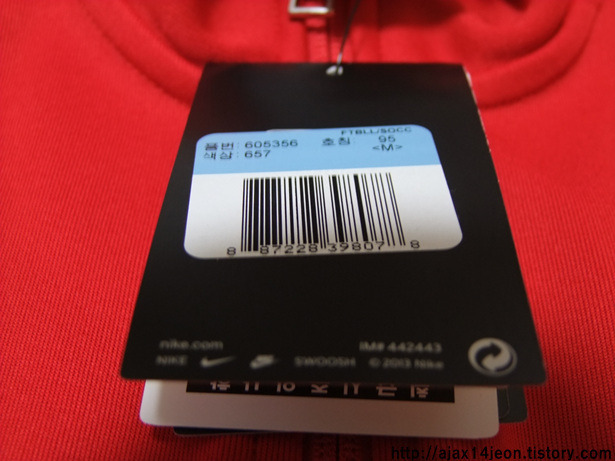 FTBLL/SOCC
품번: 605356 호칭: 95
색상: 657 <M>
8 87228 39807 8
nike.com IM# 442443
NIKE SWOOSH © 2013 Nike
http://ajax14jeon.tistory.com